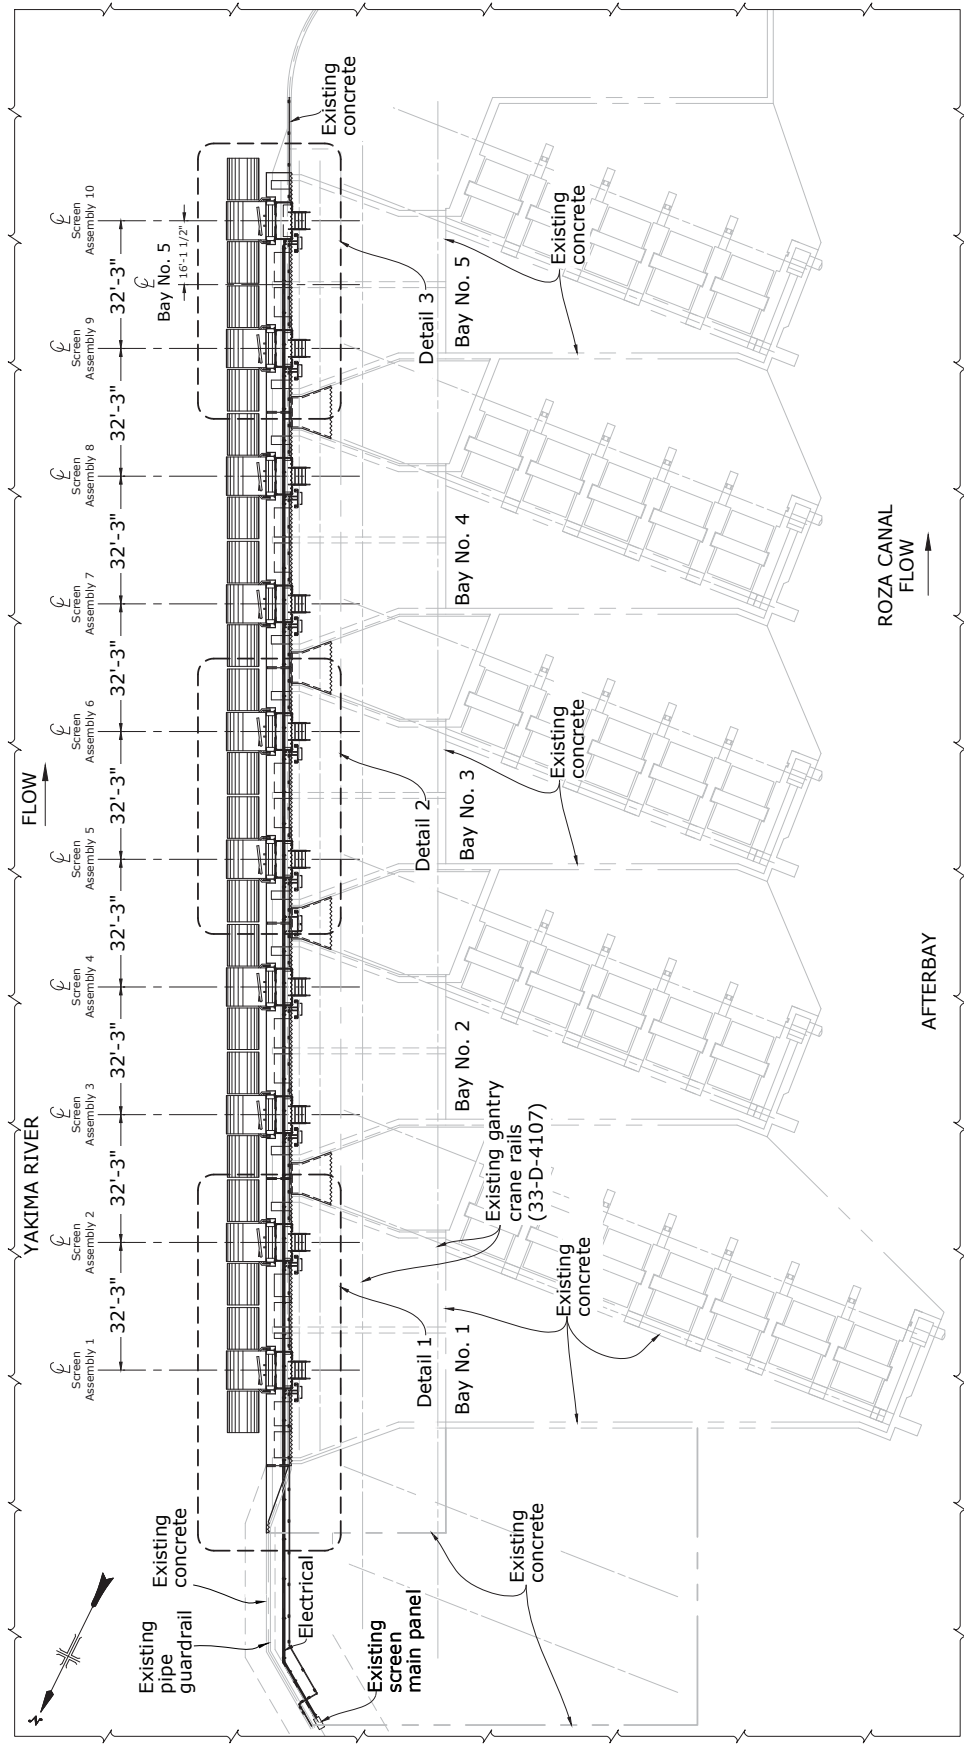 YAKIMA RIVER
FLOW
℄
Screen
Assembly 1
℄
Screen
Assembly 2
℄
Screen
Assembly 3
℄
Screen
Assembly 4
℄
Screen
Assembly 5
℄
Screen
Assembly 6
℄
Screen
Assembly 7
℄
Screen
Assembly 8
℄
Screen
Assembly 9
℄
Screen
Assembly 10
32'-3"
32'-3"
32'-3"
32'-3"
32'-3"
32'-3"
32'-3"
32'-3"
32'-3"
℄
Bay No. 5
16'-1 1/2"
N
Existing
pipe
guardrail
Existing
concrete
Electrical
Existing
screen
main panel
Existing
concrete
Detail 1
Detail 2
Detail 3
Bay No. 1
Bay No. 2
Bay No. 3
Bay No. 4
Bay No. 5
Existing gantry
crane rails
(33-D-4107)
Existing
concrete
Existing
concrete
Existing
concrete
Existing
concrete
AFTERBAY
ROZA CANAL
FLOW